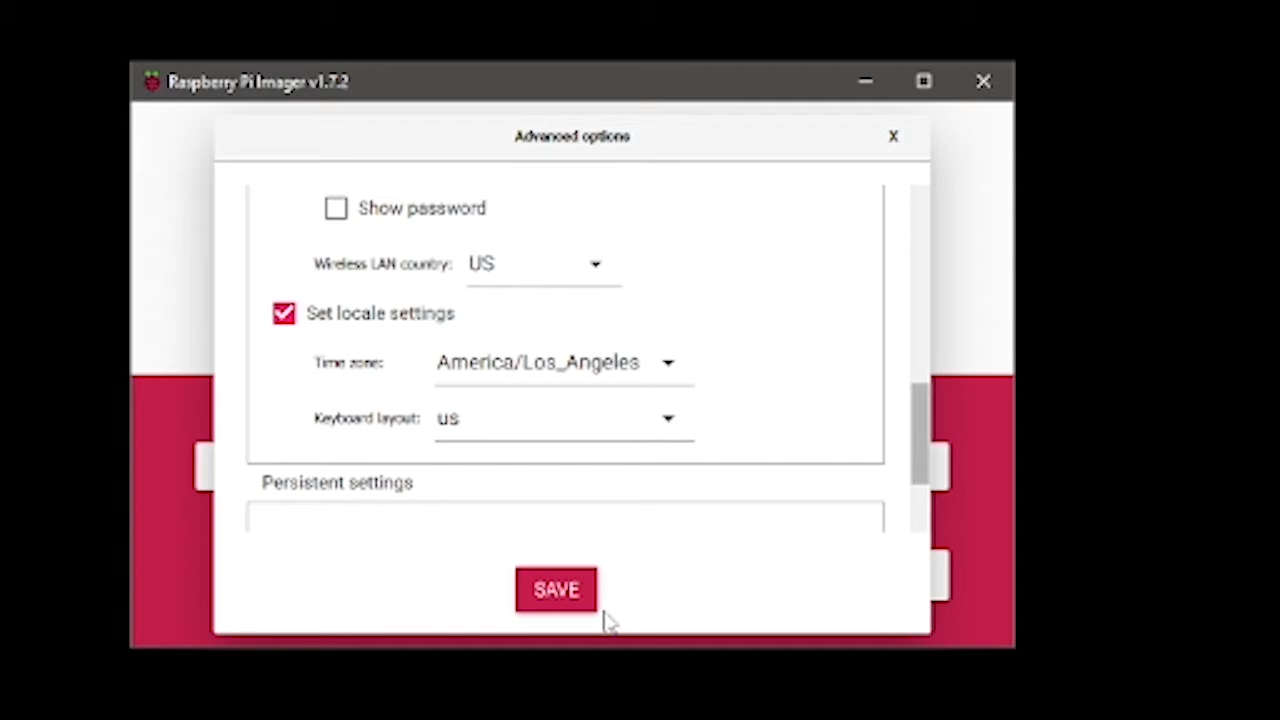 Raspberry Pi Imager v1.7.2
Advanced options X
Show password
Wireless LAN country: US
Set locale settings
Time zone: America/Los_Angeles
Keyboard layout: us
Persistent settings
SAVE